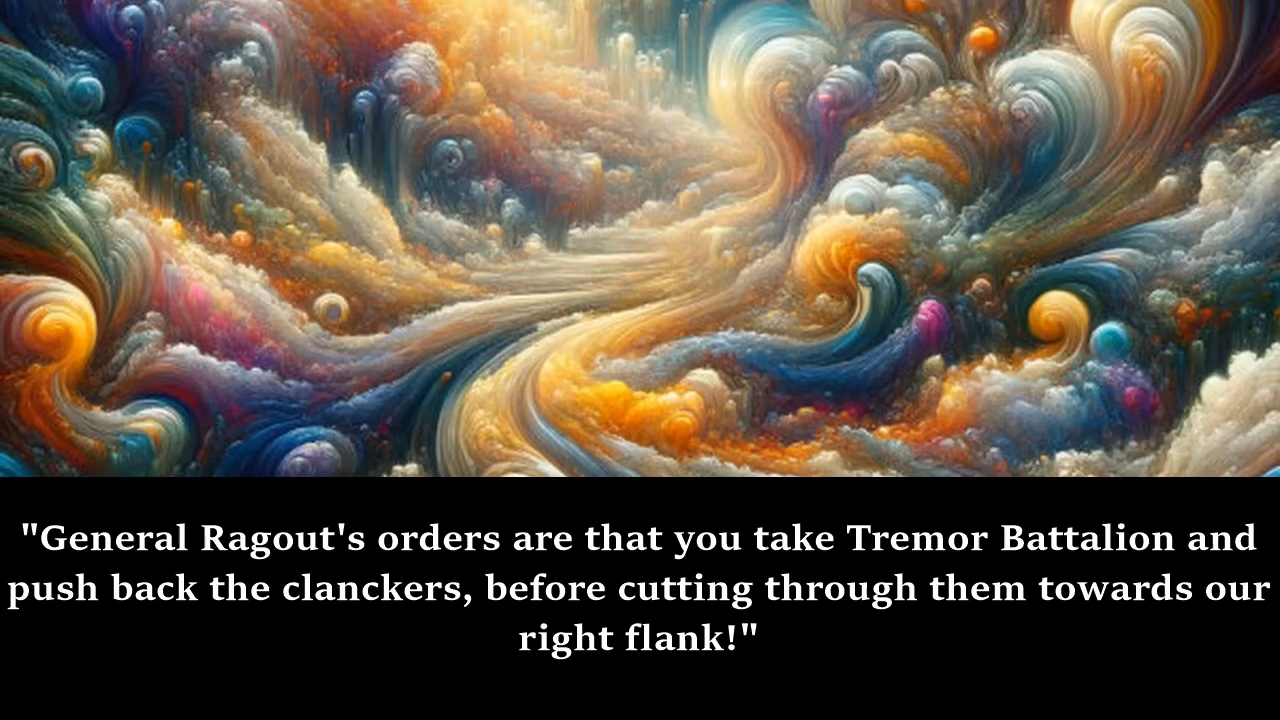 "General Ragout's orders are that you take Tremor Battalion and
push back the clanckers, before cutting through them towards our
right flank!"